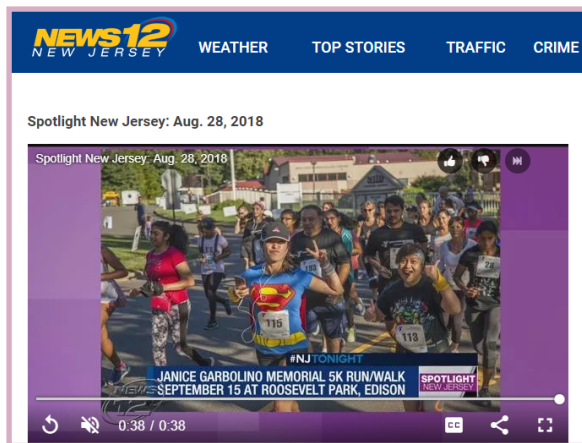 NEWS12
NEW JERSEY
WEATHER TOP STORIES TRAFFIC CRIME
Spotlight New Jersey: Aug. 28, 2018
Spotlight New Jersey: Aug. 28, 2018
115
113
#NJTONIGHT
JANICE GARBOLINO MEMORIAL 5K RUN/WALK
SEPTEMBER 15 AT ROOSEVELT PARK, EDISON
SPOTLIGHT
NEW JERSEY
NEWS
12
0:38 / 0:38
CC